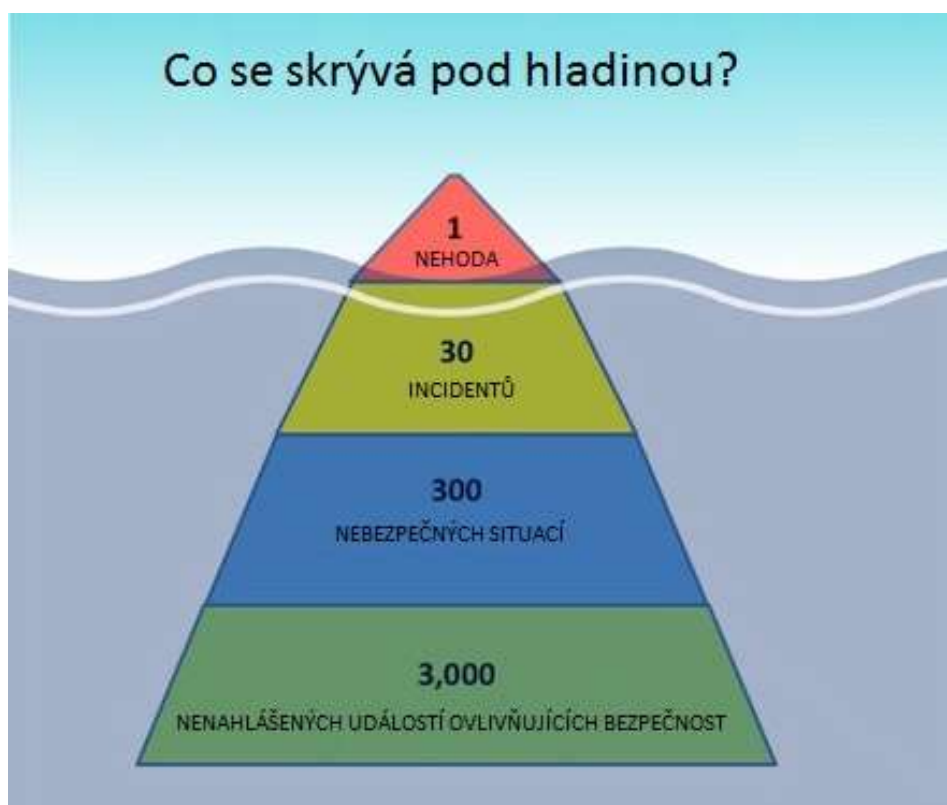 Co se skrývá pod hladinou?
1
NEHODA
30
INCIDENTŮ
300
NEBEZPEČNÝCH SITUACÍ
3,000
NENAHLÁŠENÝCH UDÁLOSTÍ OVLIVŇUJÍCÍCH BEZPEČNOST